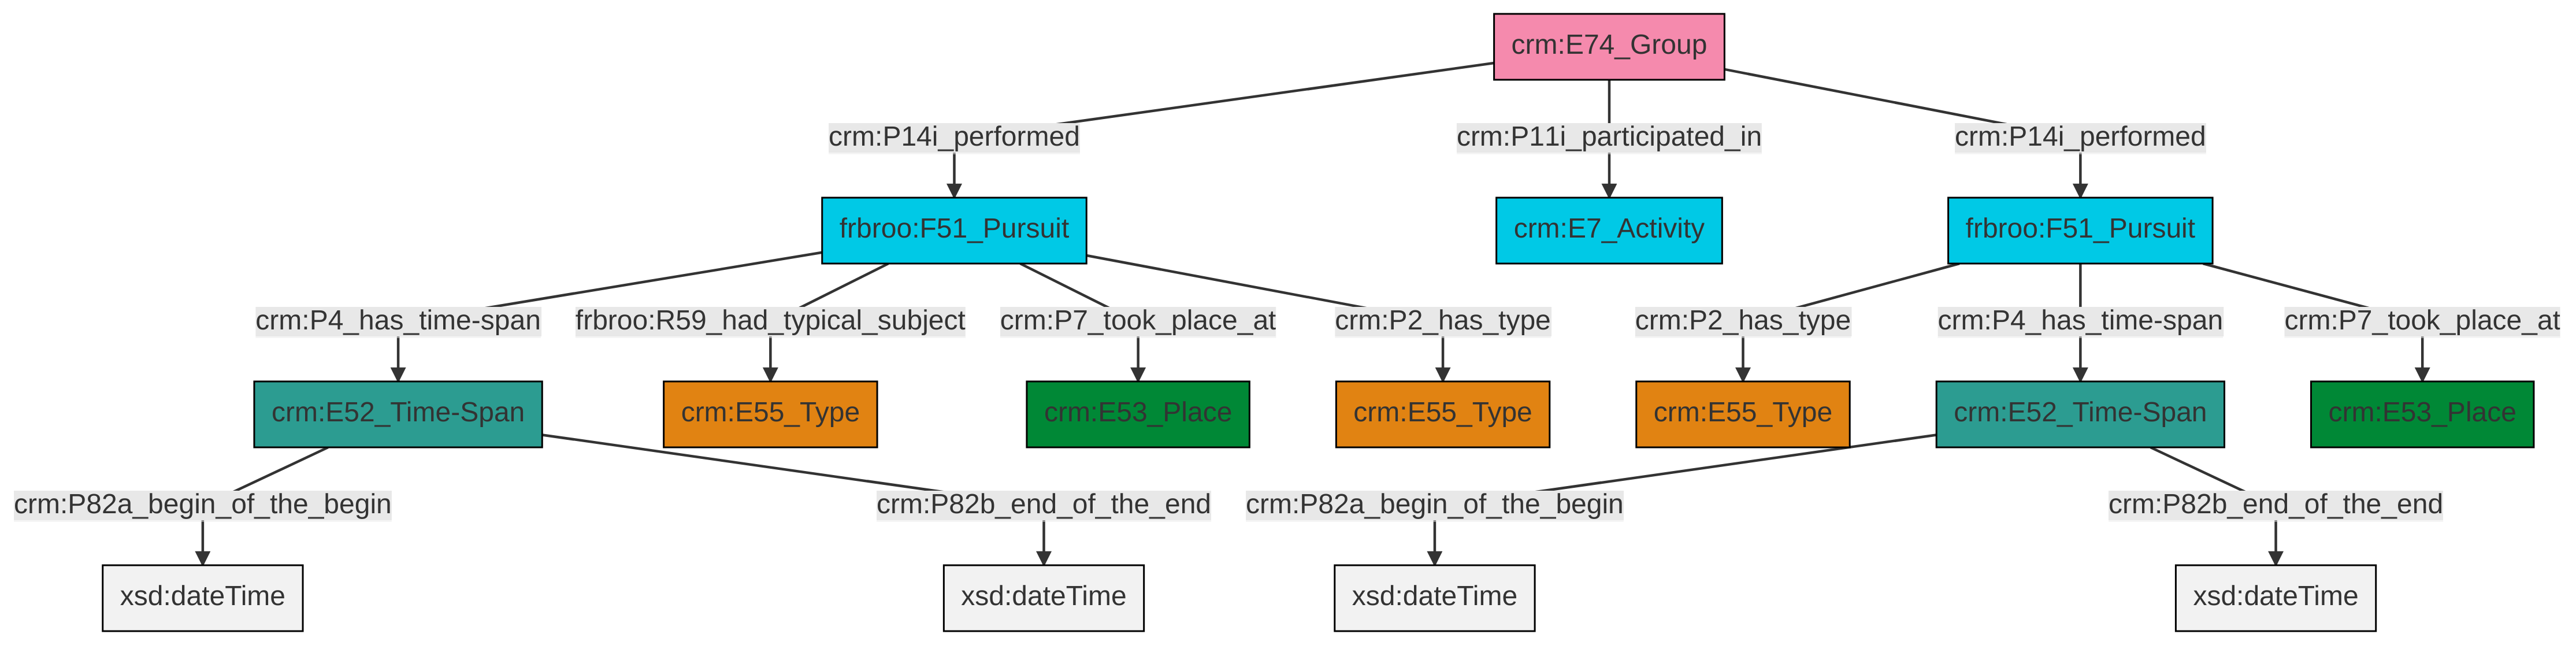 crm:E74_Group
crm:P14i_performed
crm:P11i_participated_in
crm:P14i_performed
frbroo:F51_Pursuit
crm:E7_Activity
frbroo:F51_Pursuit
crm:P4_has_time-span
frbroo:R59_had_typical_subject
crm:P7_took_place_at
crm:P2_has_type
crm:P2_has_type
crm:P4_has_time-span
crm:P7_took_place_at
crm:E52_Time-Span
crm:E55_Type
crm:E53_Place
crm:E55_Type
crm:E55_Type
crm:E52_Time-Span
crm:E53_Place
crm:P82a_begin_of_the_begin
crm:P82b_end_of_the_end
crm:P82a_begin_of_the_begin
crm:P82b_end_of_the_end
xsd:dateTime
xsd:dateTime
xsd:dateTime
xsd:dateTime